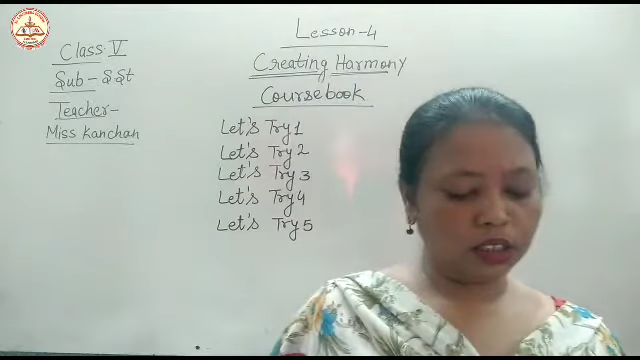 Class V
Sub - S.St
Teacher-
Miss Kanchan
Lesson-4
Creating Harmony
Coursebook
Let's Try 1
Let's Try 2
Let's Try 3
Let's Try 4
Let's Try 5